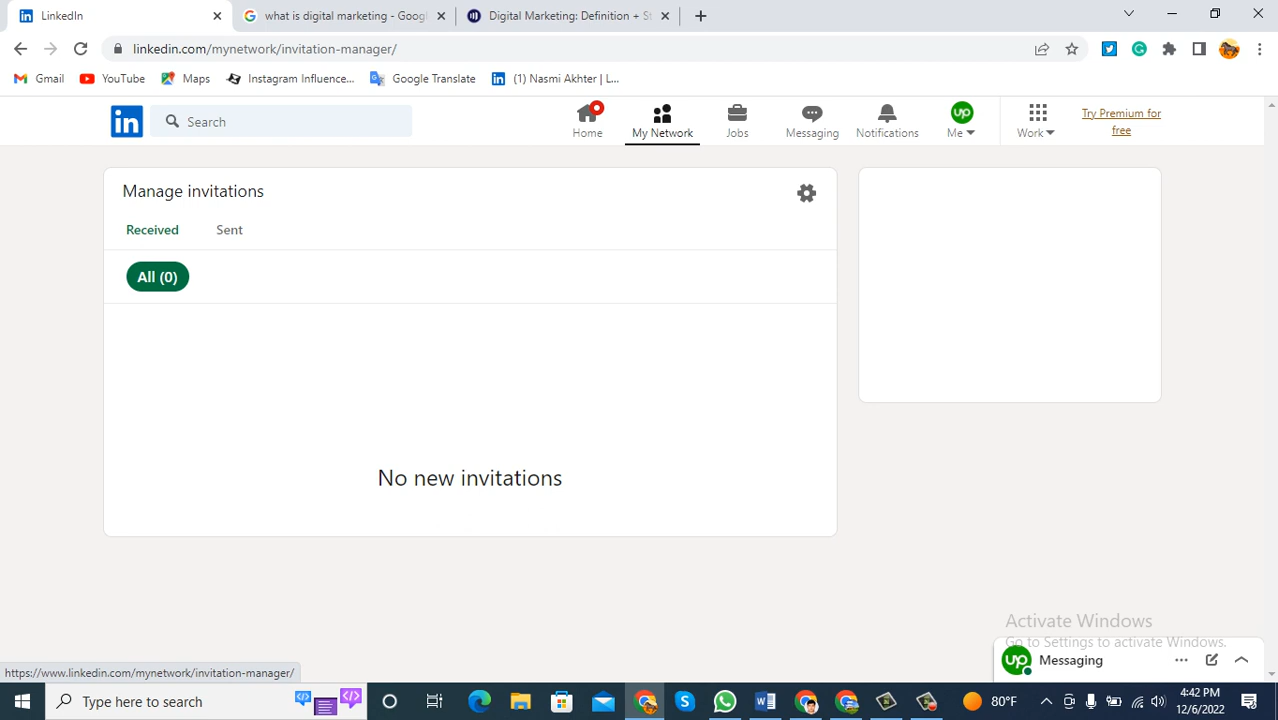 LinkedIn
what is digital marketing - Googl
Digital Marketing: Definition + St
linkedin.com/mynetwork/invitation-manager/
Gmail
YouTube
Maps
Instagram Influence...
Google Translate
(1) Nasmi Akhter | L...
in
Search
Home
My Network
Jobs
Messaging
Notifications
up
Me
Work
Try Premium for
free
Manage invitations
Received
Sent
All (0)
No new invitations
Activate Windows
Go to Settings to activate Windows.
up
Messaging
https://www.linkedin.com/mynetwork/invitation-manager/
Type here to search
80°F
4:42 PM
12/6/2022